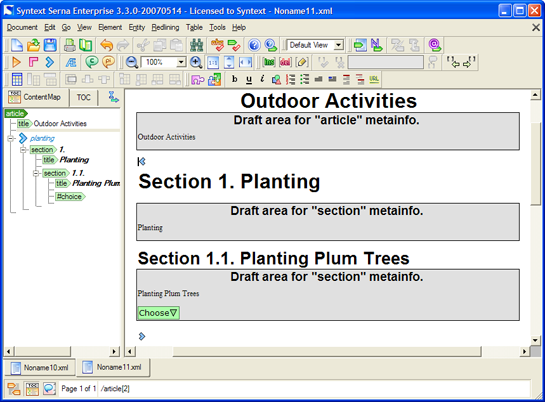 Syntext Serna Enterprise 3.3.0-20070514 - Licensed to Syntext - Noname11.xml
Document Edit Go View Element Entity Redlining Table Tools Help
Default View
100%
b u i
URL
ContentMap TOC
article
title Outdoor Activities
planting
section 1.
title Planting
section 1.1.
title Planting Plum
#choice
Outdoor Activities
Draft area for "article" metainfo.
Outdoor Activities
Section 1. Planting
Draft area for "section" metainfo.
Planting
Section 1.1. Planting Plum Trees
Draft area for "section" metainfo.
Planting Plum Trees
Choose
Noname10.xml Noname11.xml
TOC Page 1 of 1 /article[2]